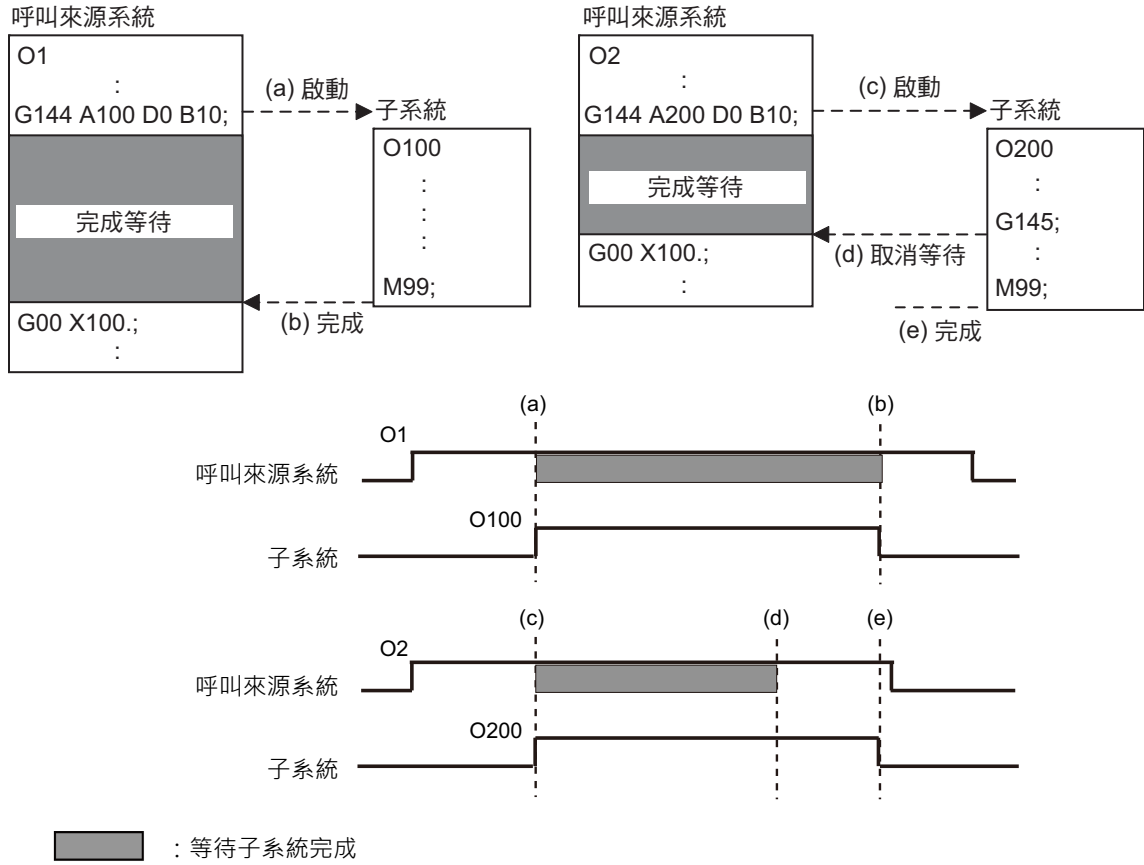 呼叫來源系統
O1
:
G144 A100 D0 B10;
完成等待
G00 X100.;
:
(a) 啟動
子系統
O100
:
:
:
:
M99;
(b) 完成
呼叫來源系統
O2
:
G144 A200 D0 B10;
完成等待
G00 X100.;
:
(c) 啟動
子系統
O200
:
G145;
:
M99;
(d) 取消等待
(e) 完成
(a) (b)
O1
呼叫來源系統
O100
子系統
(c) (d) (e)
O2
呼叫來源系統
O200
子系統
：等待子系統完成